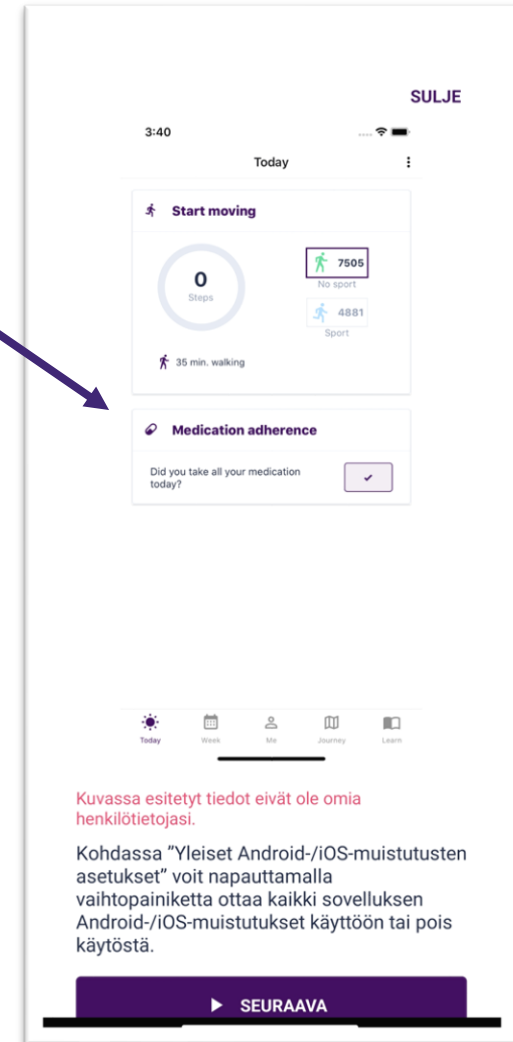 SULJE
3:40
Today
Start moving
0
Steps
7505
No sport
4881
Sport
35 min. walking
Medication adherence
Did you take all your medication
today?
Today
Week
Me
Journey
Learn
Kuvassa esitetyt tiedot eivät ole omia
henkilötietojasi.
Kohdassa ”Yleiset Android-/iOS-muistutusten
asetukset” voit napauttamalla
vaihtopainiketta ottaa kaikki sovelluksen
Android-/iOS-muistutukset käyttöön tai pois
käytöstä.
SEURAAVA